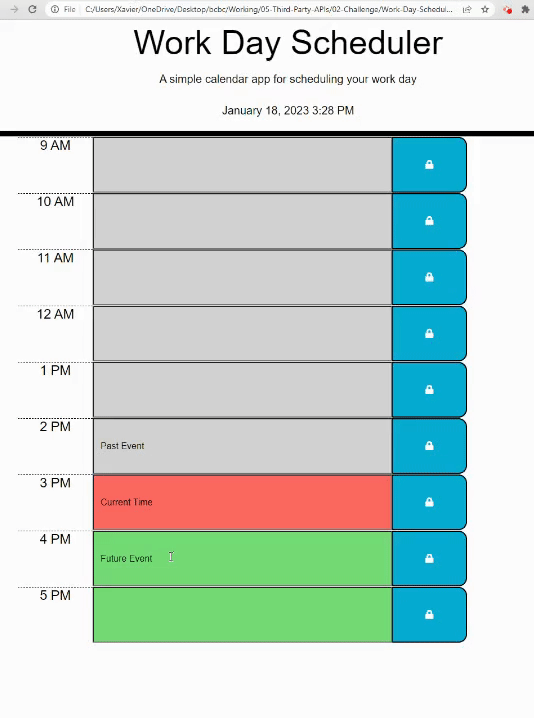 File C:/Users/Xavier/OneDrive/Desktop/bcbc/Working/05-Third-Party-APIs/02-Challenge/Work-Day-Schedul...
Work Day Scheduler
A simple calendar app for scheduling your work day
January 18, 2023 3:28 PM
9 AM
10 AM
11 AM
12 AM
1 PM
2 PM
Past Event
3 PM
Current Time
4 PM
Future Event
5 PM